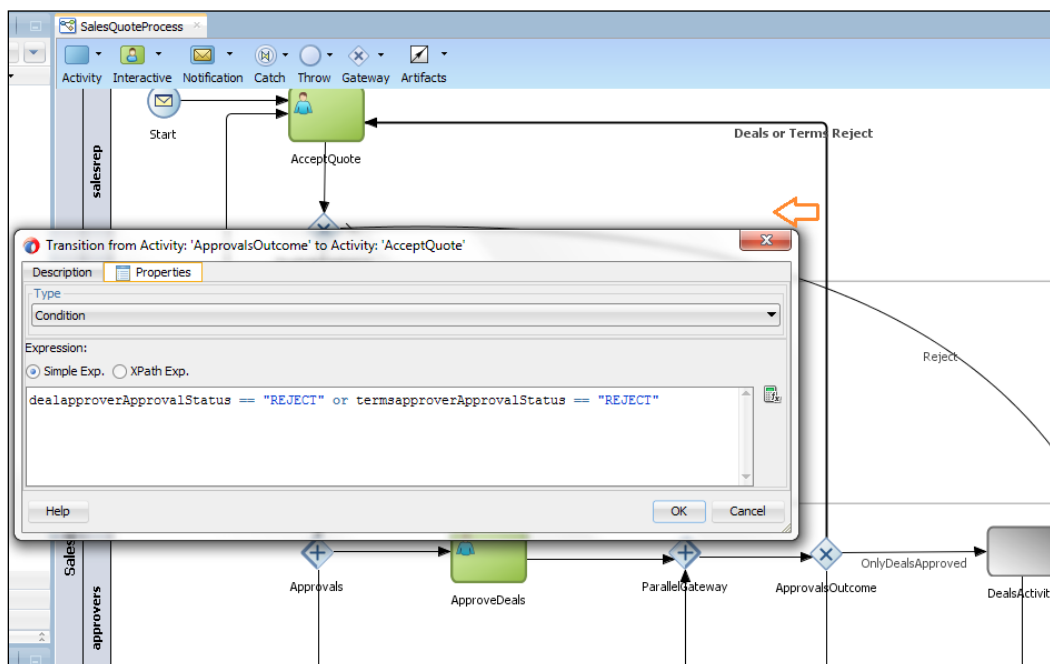 SalesQuoteProcess
Activity Interactive Notification Catch Throw Gateway Artifacts
Start
AcceptQuote
Deals or Terms Reject
salesrep
Transition from Activity: 'ApprovalsOutcome' to Activity: 'AcceptQuote'
Description Properties
Type
Condition
Expression:
Simple Exp. XPath Exp.
dealapproverApprovalStatus == "REJECT" or termsapproverApprovalStatus == "REJECT"
Reject
Help OK Cancel
Sales
approvers
Approvals
ApproveDeals
ParallelGateway
ApprovalsOutcome
OnlyDealsApproved
DealsActivit